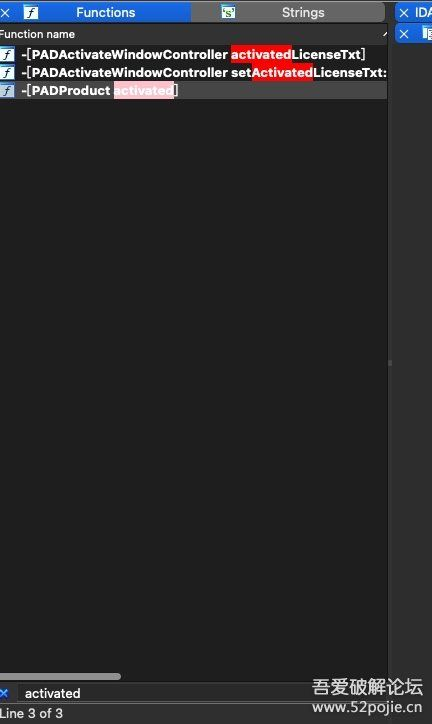 Functions
Strings
IDA
Function name
-[PADActivateWindowController activatedLicenseTxt]
-[PADActivateWindowController setActivatedLicenseTxt:
-[PADProduct activated]
activated
Line 3 of 3
吾爱破解论坛
www.52pojie.cn